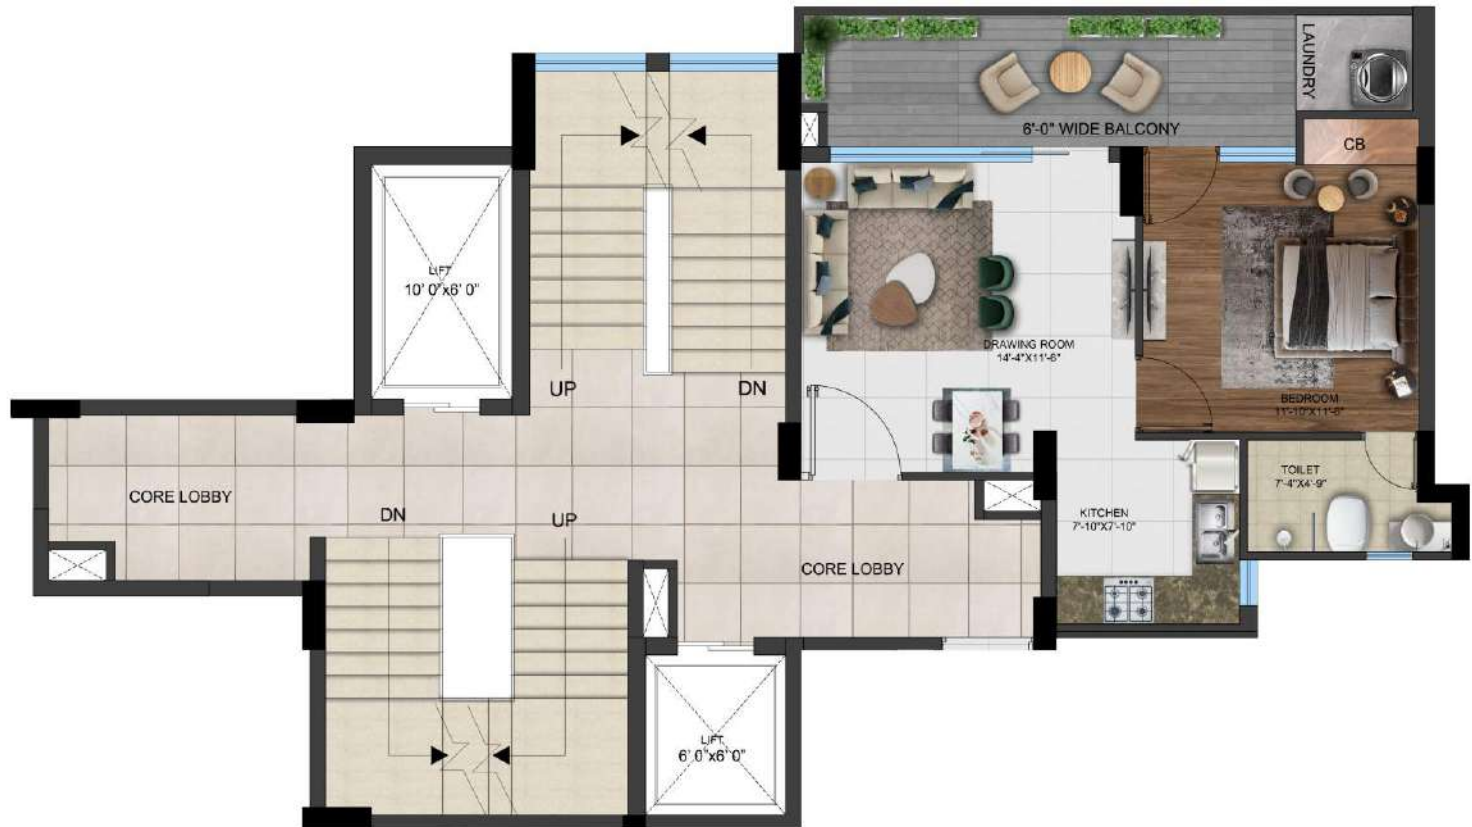 LAUNDRY
6'-0" WIDE BALCONY
CB
LIFT
10' 0"x6' 0"
DRAWING ROOM
14'-4"X11'-6"
UP
DN
BEDROOM
11'-10"X11'-6"
CORE LOBBY
DN
UP
TOILET
7'-4"X4'-9"
KITCHEN
7'-10"X7'-10"
CORE LOBBY
LIFT
6' 0"x6' 0"